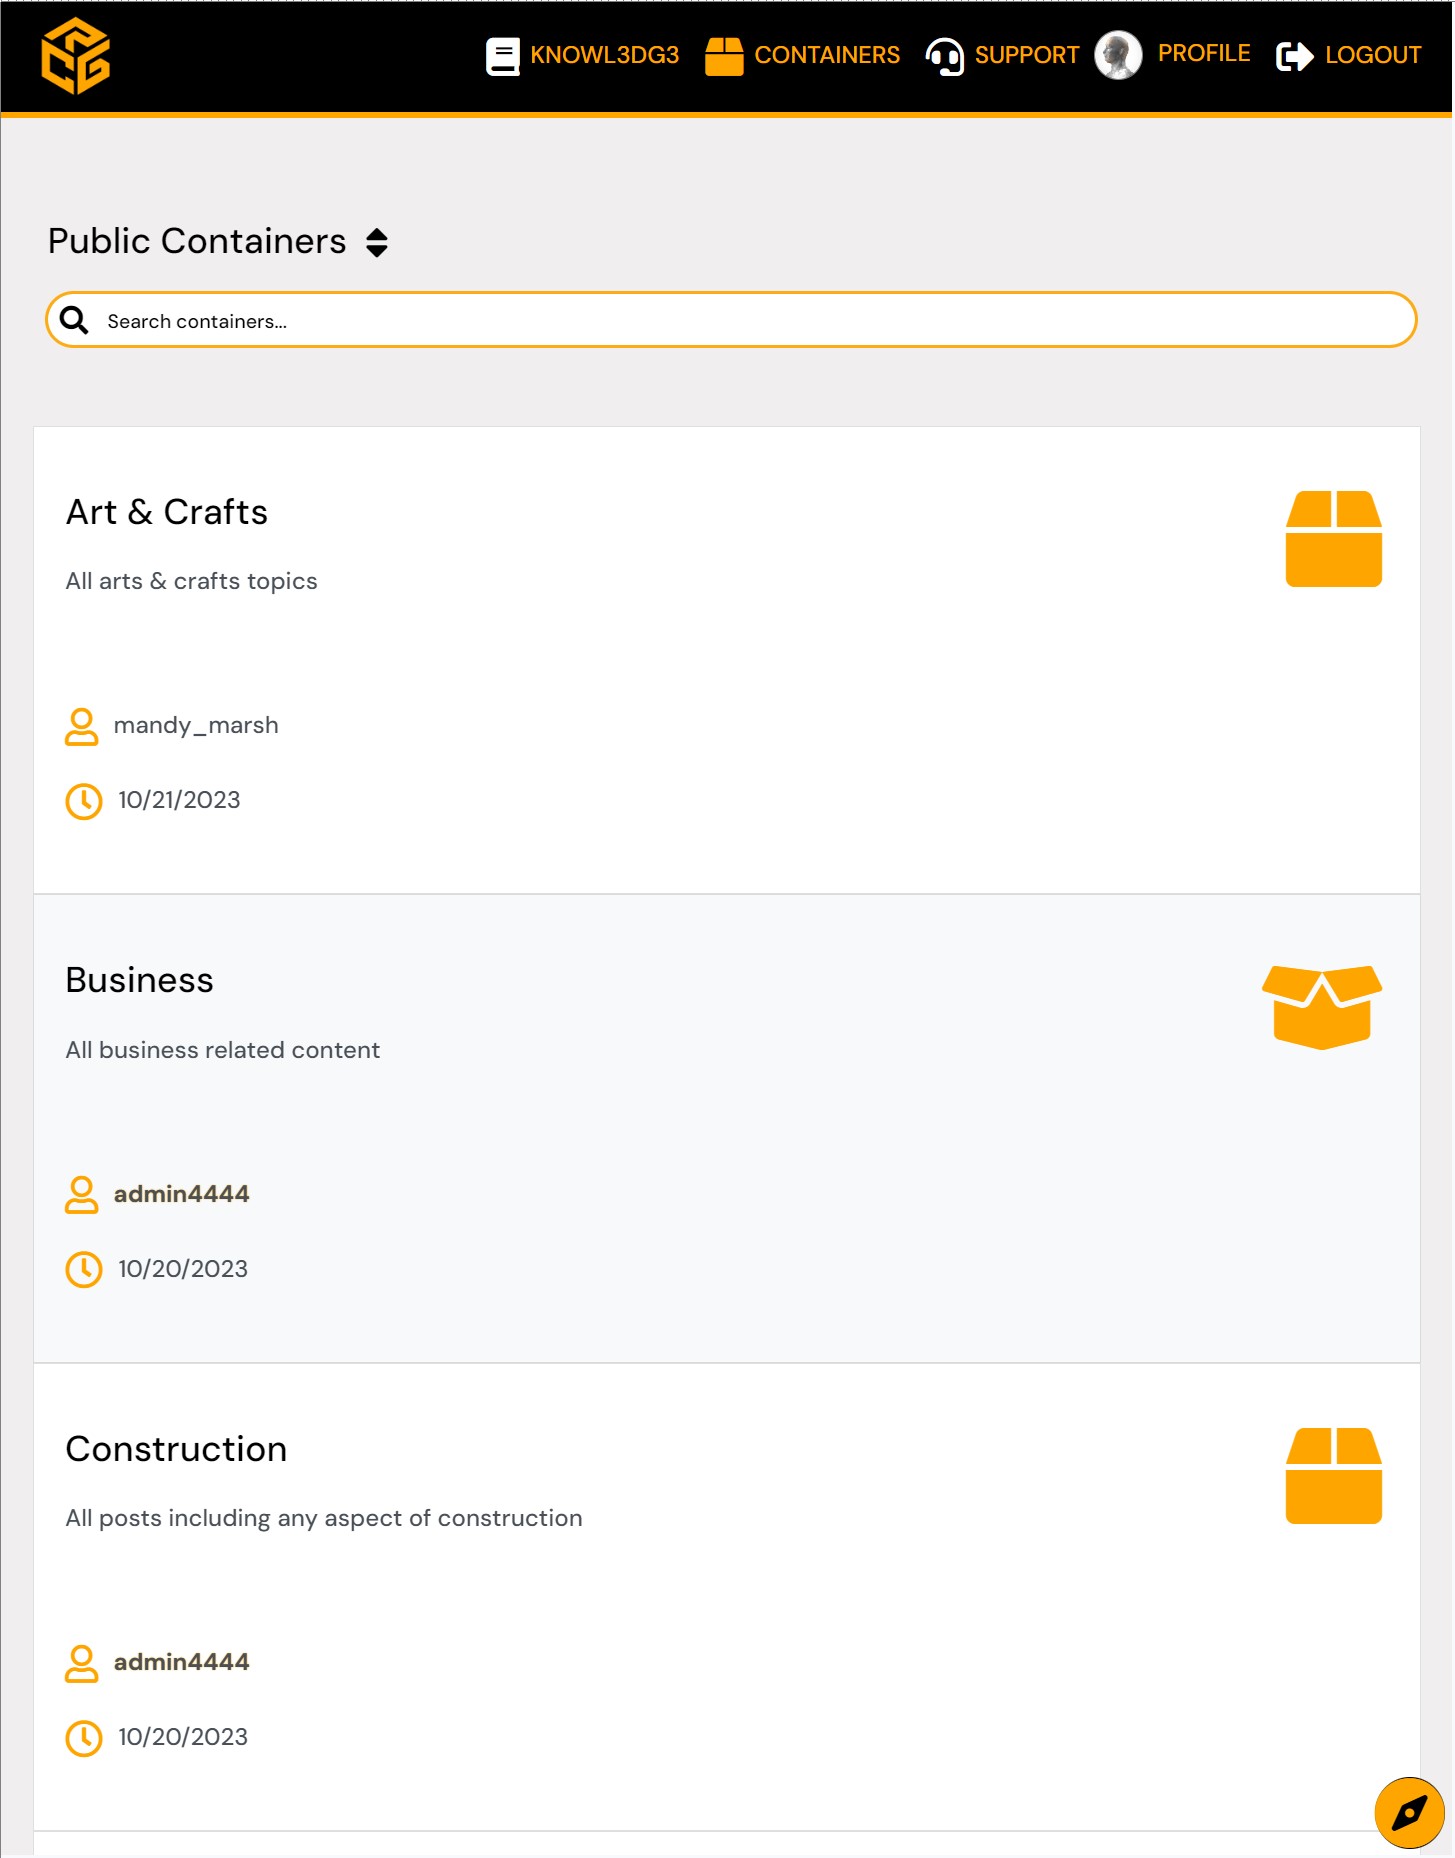 KNOWL3DG3 CONTAINERS SUPPORT PROFILE LOGOUT
Public Containers
Search containers...
Art & Crafts
All arts & crafts topics
mandy_marsh
10/21/2023
Business
All business related content
admin4444
10/20/2023
Construction
All posts including any aspect of construction
admin4444
10/20/2023